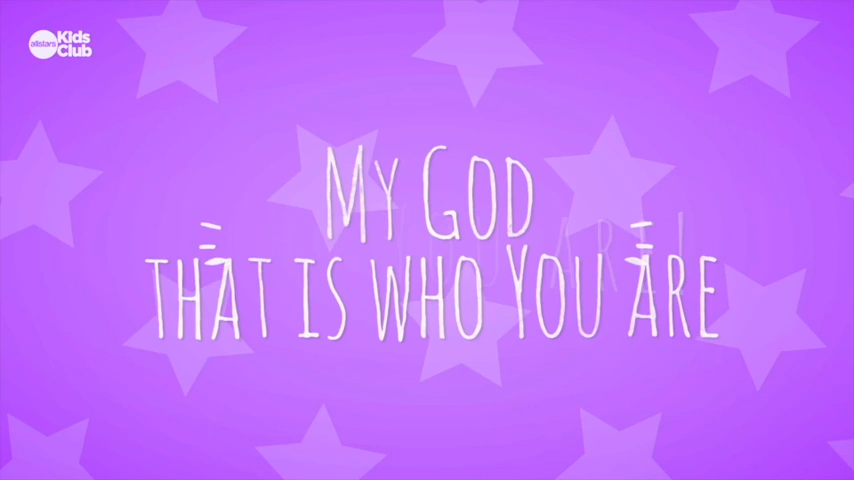 allstars
Kids
Club
MY GOD
THAT IS WHO YOU ARE